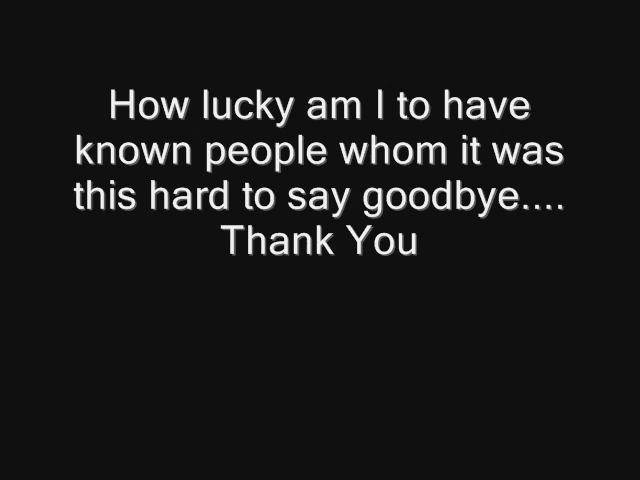 How lucky am I to have
known people whom it was
this hard to say goodbye....
Thank You